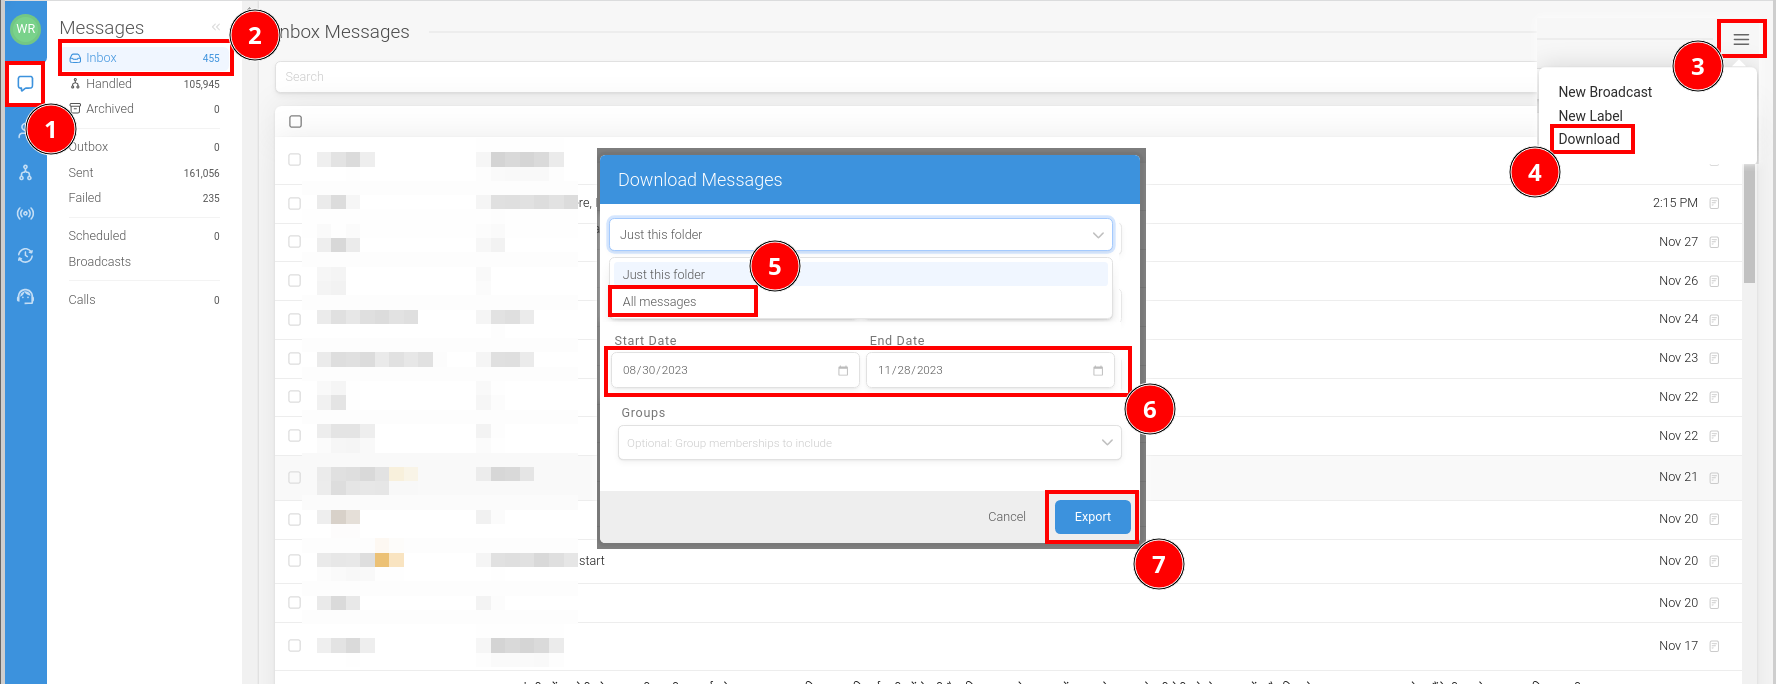 WR
Messages
«
Inbox 455
Handled 105,945
Archived 0
Outbox 0
Sent 161,056
Failed 235
Scheduled 0
Broadcasts
Calls 0
1
2
nbox Messages
Search
3
New Broadcast
New Label
Download
4
Download Messages
Just this folder
5
Just this folder
All messages
Start Date
End Date
08/30/2023
11/28/2023
6
Groups
Optional: Group memberships to include
Cancel
Export
7
ere,
start
2:15 PM
Nov 27
Nov 26
Nov 24
Nov 23
Nov 22
Nov 22
Nov 21
Nov 20
Nov 20
Nov 20
Nov 17